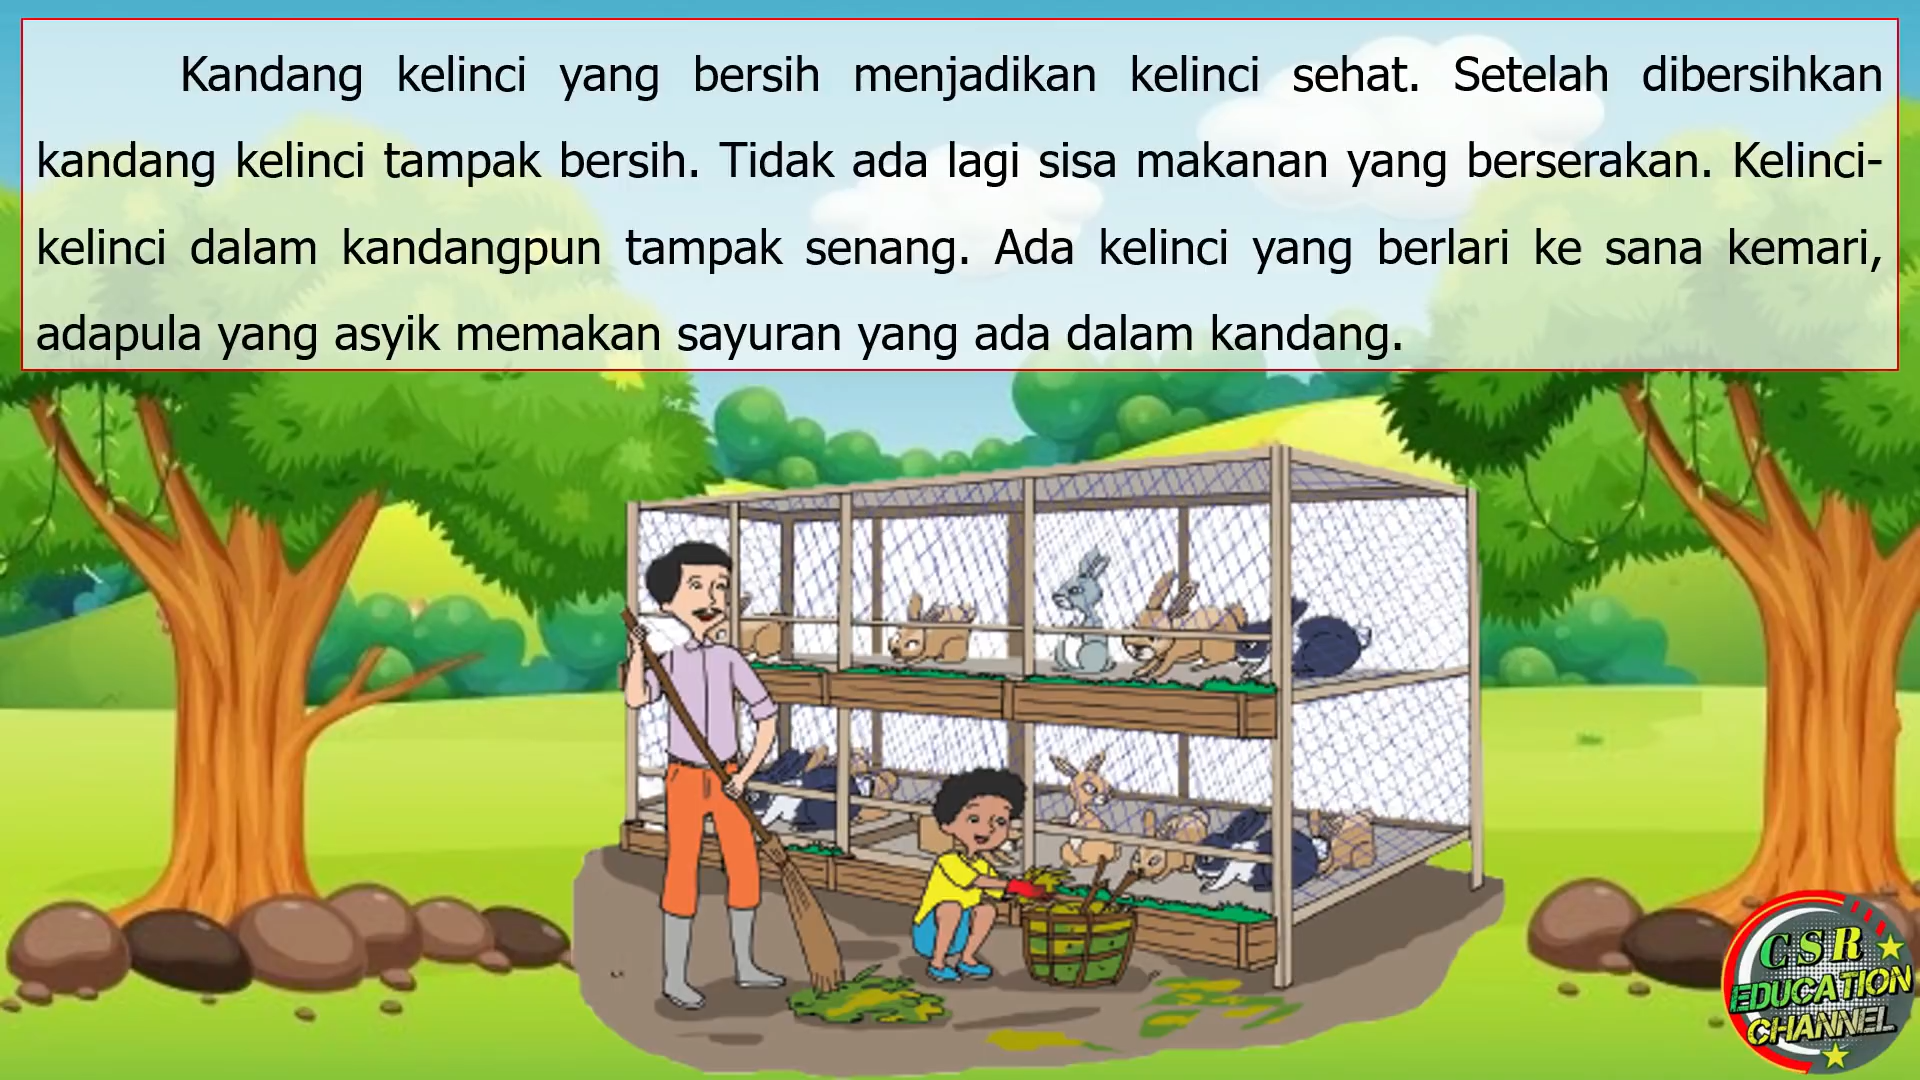 Kandang kelinci yang bersih menjadikan kelinci sehat. Setelah dibersihkan
kandang kelinci tampak bersih. Tidak ada lagi sisa makanan yang berserakan. Kelinci-
kelinci dalam kandangpun tampak senang. Ada kelinci yang berlari ke sana kemari,
adapula yang asyik memakan sayuran yang ada dalam kandang.
CSR
EDUCATION
CHANNEL